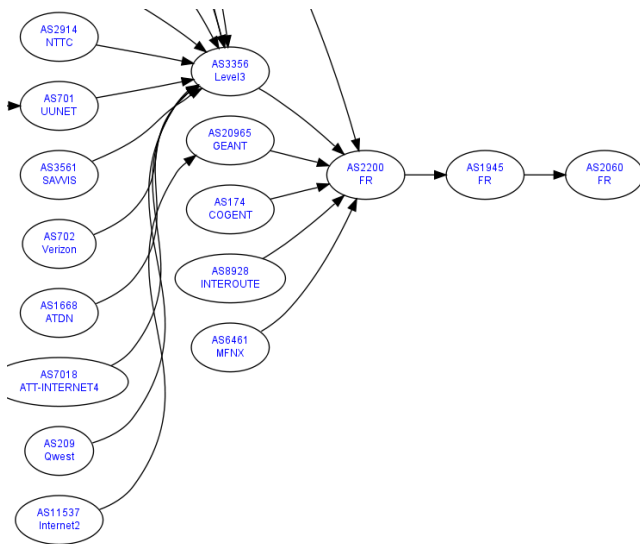 AS2914
NTTC
AS701
UUNET
AS3561
SAVVIS
AS702
Verizon
AS1668
ATDN
AS7018
ATT-INTERNET4
AS209
Qwest
AS11537
Internet2
AS3356
Level3
AS20965
GEANT
AS174
COGENT
AS8928
INTEROUTE
AS6461
MFNX
AS2200
FR
AS1945
FR
AS2060
FR